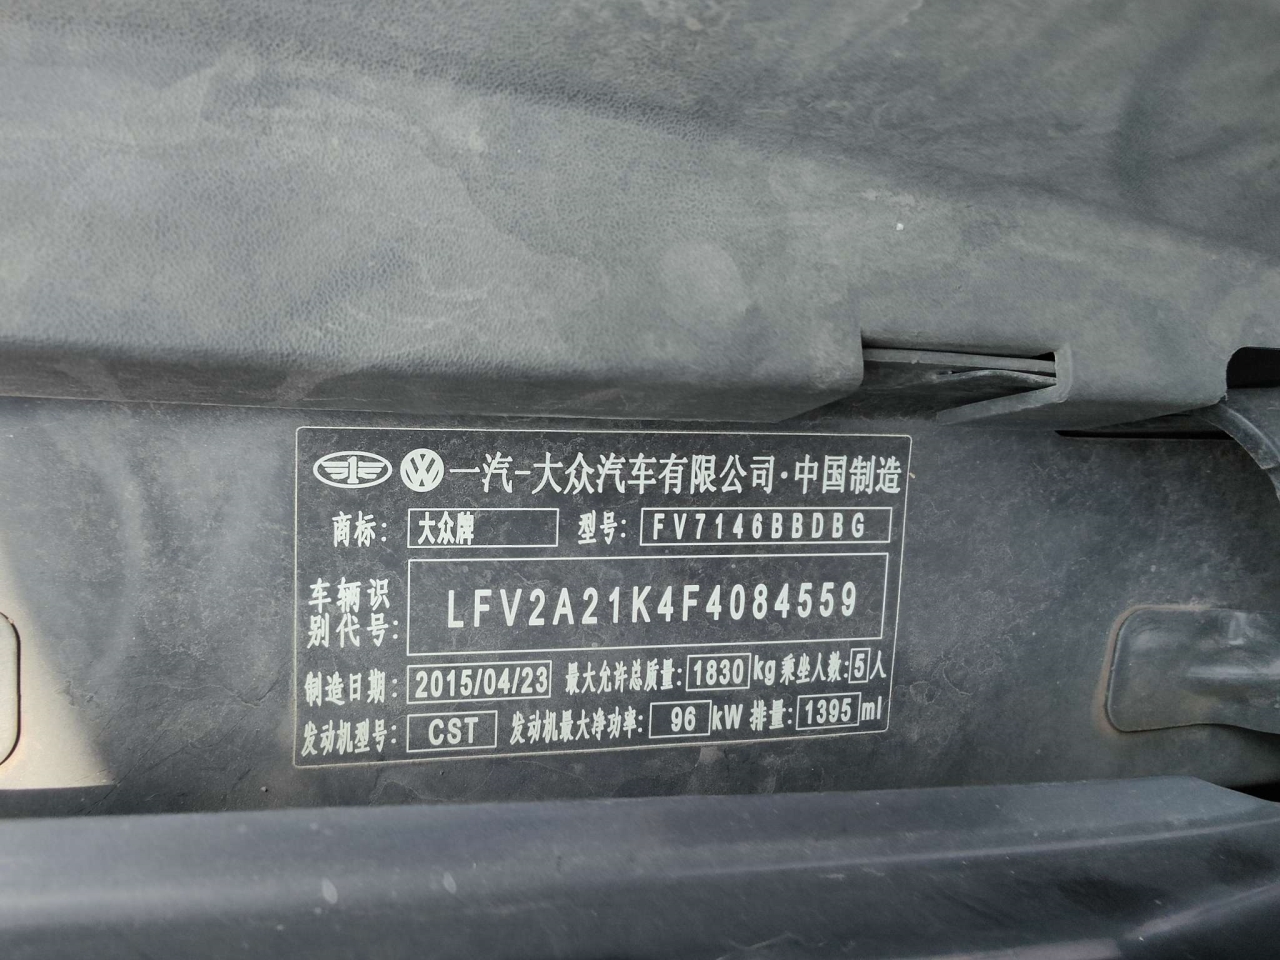 一汽-大众汽车有限公司·中国制造
商标: 大众牌 型号: FV7146BBDBG
车辆识
别代号: LFV2A21K4F4084559
制造日期: 2015/04/23 最大允许总质量: 1830 kg 乘坐人数: 5 人
发动机型号: CST 发动机最大净功率: 96 kW 排量: 1395 ml